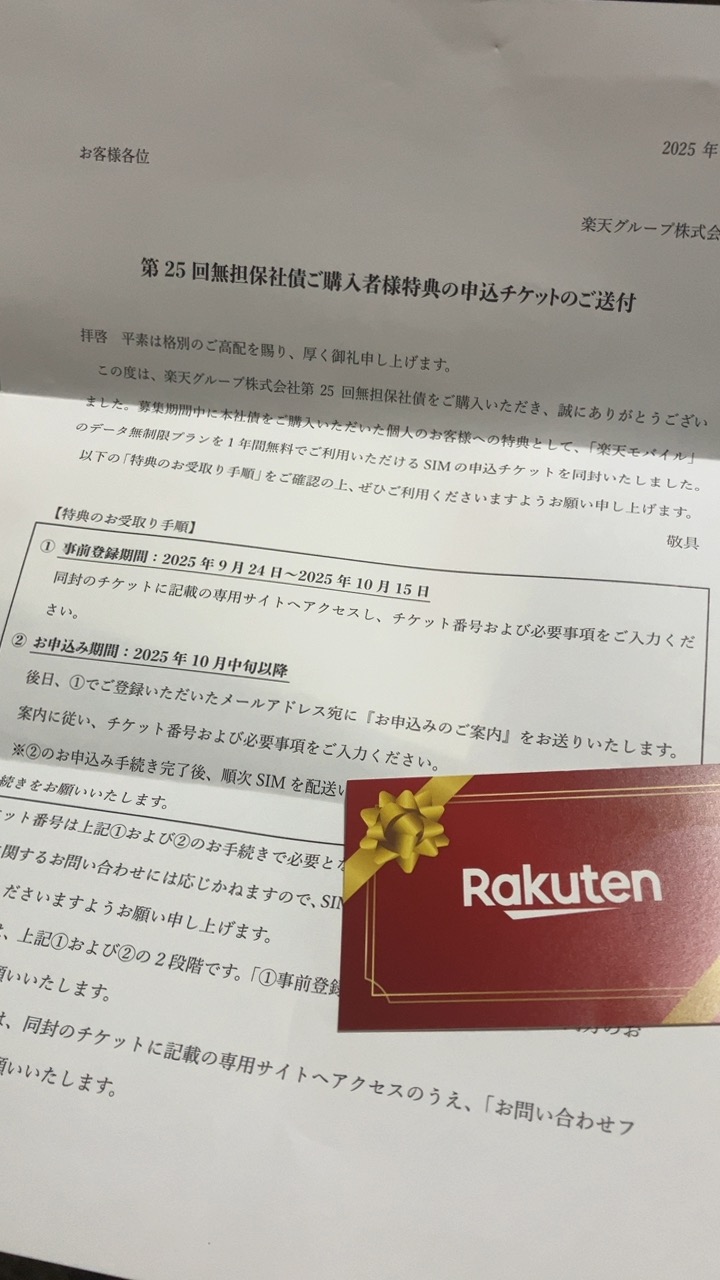 お客様各位
2025 年
楽天グループ株式会
第 25 回無担保社債ご購入者様特典の申込チケットのご送付
拝啓 平素は格別のご高配を賜り、厚く御礼申し上げます。
この度は、楽天グループ株式会社第 25 回無担保社債をご購入いただき、誠にありがとうござい
ました。募集期間中に本社債をご購入いただいた個人のお客様への特典として、「楽天モバイル」
のデータ無制限プランを 1 年間無料でご利用いただける SIM の申込チケットを同封いたしました。
以下の「特典のお受取り手順」をご確認の上、ぜひご利用くださいますようお願い申し上げます。
敬具
【特典のお受取り手順】
① 事前登録期間：2025 年 9 月 24 日～2025 年 10 月 15 日
同封のチケットに記載の専用サイトへアクセスし、チケット番号および必要事項をご入力くだ
さい。
② お申込み期間：2025 年 10 月中旬以降
後日、①でご登録いただいたメールアドレス宛に『お申込みのご案内』をお送りいたします。
案内に従い、チケット番号および必要事項をご入力ください。
※②のお申込み手続き完了後、順次 SIM を配送い
続きをお願いいたします。
ット番号は上記①および②のお手続きで必要とな
関するお問い合わせには応じかねますので、SIM
ださいますようお願い申し上げます。
、上記①および②の 2 段階です。「①事前登録
願いいたします。
は、同封のチケットに記載の専用サイトへアクセスのうえ、「お問い合わせフ
願いいたします。
Rakuten